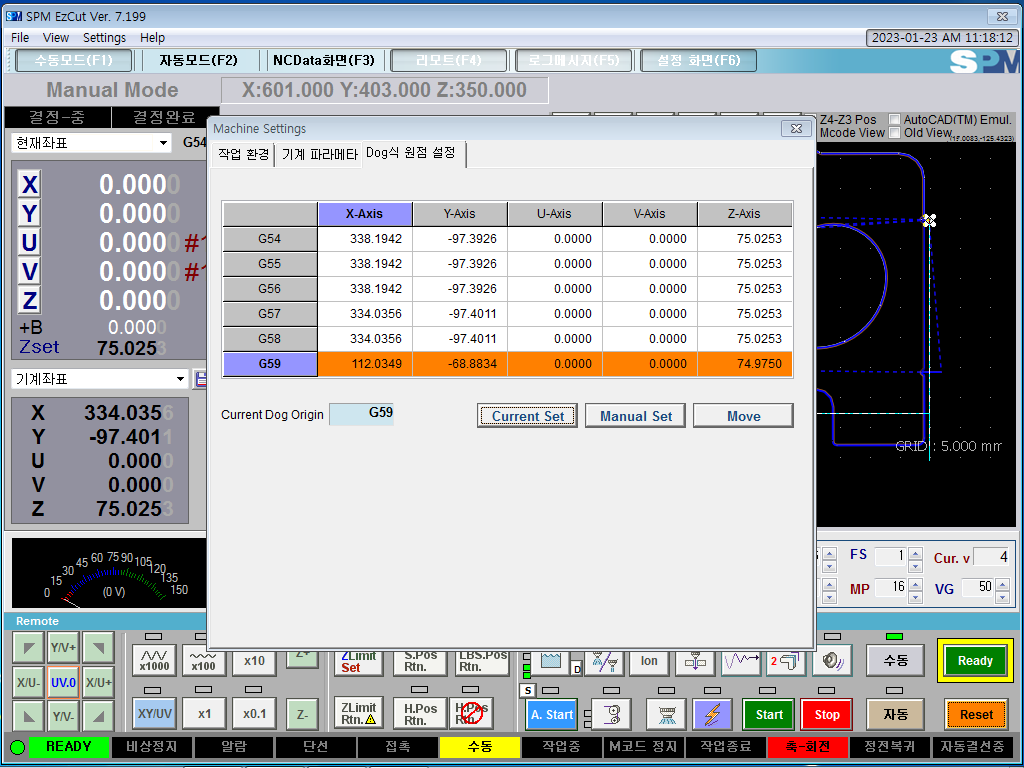 SPM EzCut Ver. 7.199
File View Settings Help
2023-01-23 AM 11:18:12
수동모드(F1) 자동모드(F2) NCData화면(F3) 리모트(F4) 로그메시지(F5) 설정 화면(F6) SPM
Manual Mode X:601.000 Y:403.000 Z:350.000
결정-중 결정완료
현재좌표 G54
Z4-Z3 Pos AutoCAD(TM) Emul.
Mcode View Old View
(1F.0083,-125.4323)
X 0.0000
Y 0.0000
U 0.0000
V 0.0000
Z 0.0000
+B 0.0000
Zset 75.0253
기계좌표
X 334.0356
Y -97.4011
U 0.0000
V 0.0000
Z 75.0253
Machine Settings
작업 환경 기계 파라메타 Dog식 원점 설정
X-Axis Y-Axis U-Axis V-Axis Z-Axis
G54 338.1942 -97.3926 0.0000 0.0000 75.0253
G55 338.1942 -97.3926 0.0000 0.0000 75.0253
G56 338.1942 -97.3926 0.0000 0.0000 75.0253
G57 334.0356 -97.4011 0.0000 0.0000 75.0253
G58 334.0356 -97.4011 0.0000 0.0000 75.0253
G59 112.0349 -68.8834 0.0000 0.0000 74.9750
Current Dog Origin G59 Current Set Manual Set Move
GRID : 5.000 mm
0 15 30 45 60 75 90 105 120 135 150
(0 V)
FS 1 Cur. v 4
MP 16 VG 50
Remote
Y/V+ x1000 x100 x10 Z+ ZLimit Set S.Pos Rtn. LBS.Pos Rtn. D Ion 2 수동 Ready
X/U- UV.0 X/U+
Y/V- XY/UV x1 x0.1 Z- ZLimit Rtn. H.Pos Rtn. H.Pos Rtn. S A. Start Start Stop 자동 Reset
READY 비상정지 알람 단선 접촉 수동 작업중 M코드 정지 작업종료 축-회전 정전복귀 자동결선중